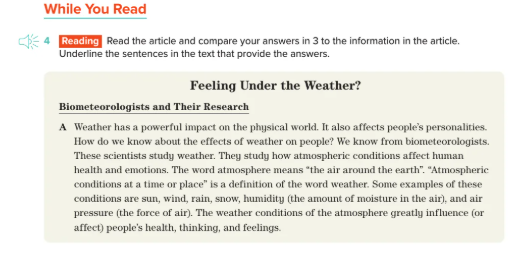 While You Read
4 Reading Read the article and compare your answers in 3 to the information in the article.
Underline the sentences in the text that provide the answers.
Feeling Under the Weather?
Biometeorologists and Their Research
A Weather has a powerful impact on the physical world. It also affects people's personalities.
How do we know about the effects of weather on people? We know from biometeorologists.
These scientists study weather. They study how atmospheric conditions affect human
health and emotions. The word atmosphere means "the air around the earth". "Atmospheric
conditions at a time or place" is a definition of the word weather. Some examples of these
conditions are sun, wind, rain, snow, humidity (the amount of moisture in the air), and air
pressure (the force of air). The weather conditions of the atmosphere greatly influence (or
affect) people's health, thinking, and feelings.